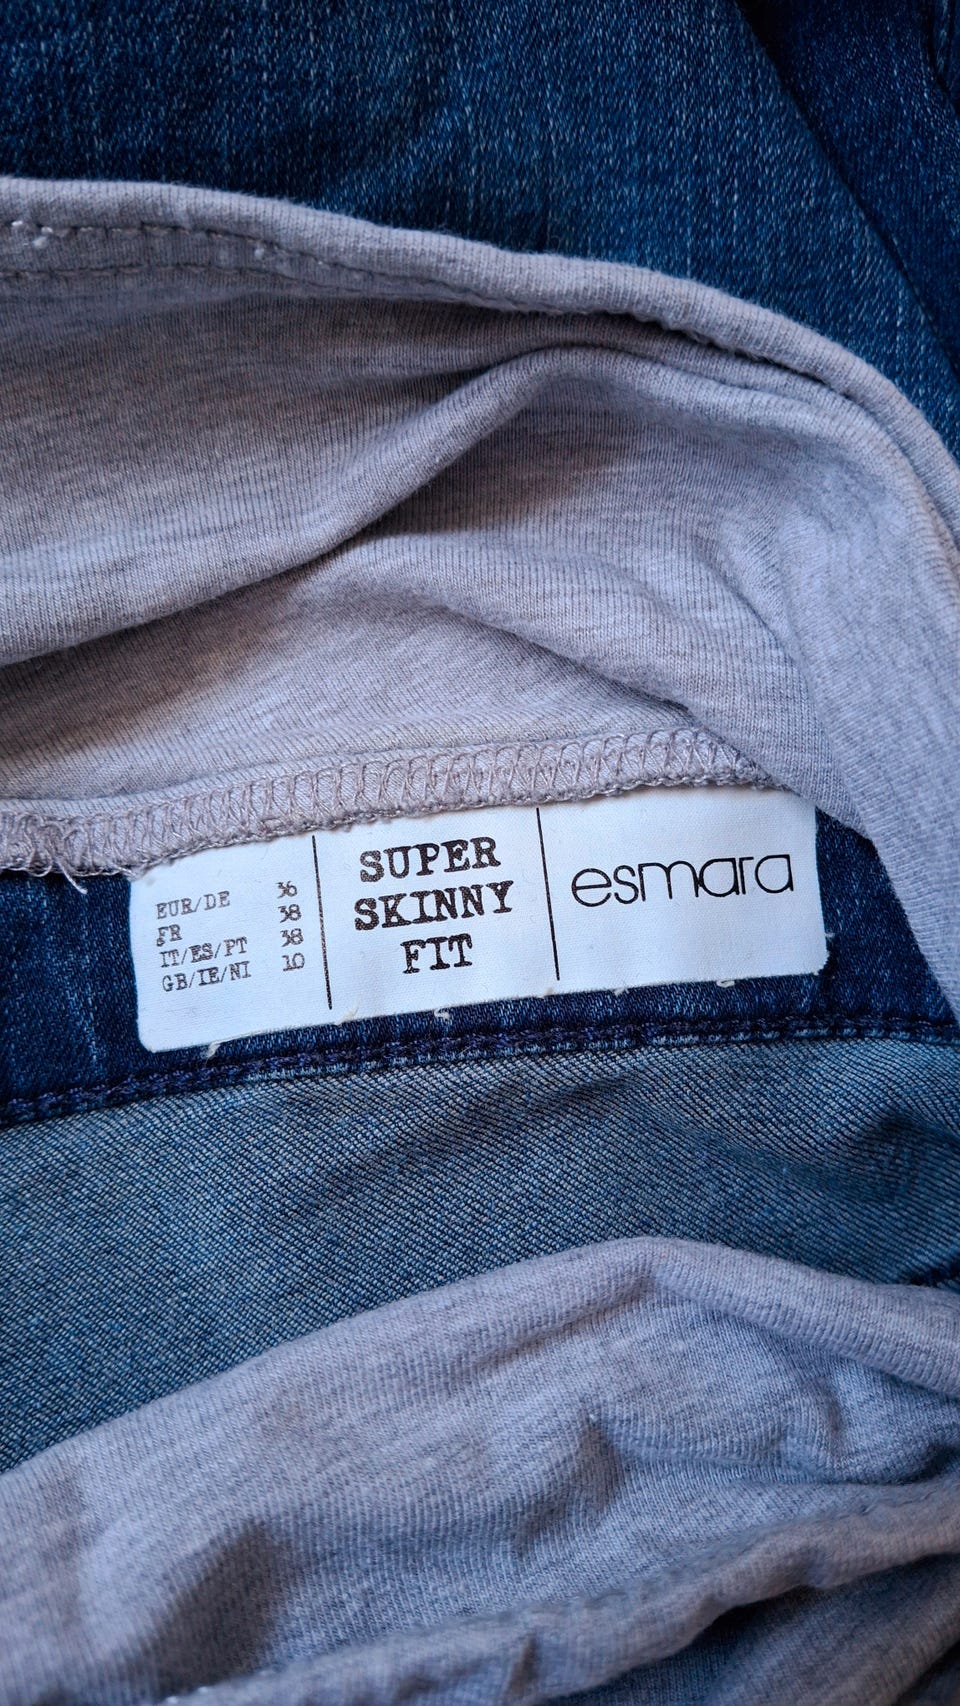 EUR/DE 36
FR 38
IT/ES/PT 38
GB/IE/NI 10
SUPER
SKINNY
FIT
esmara